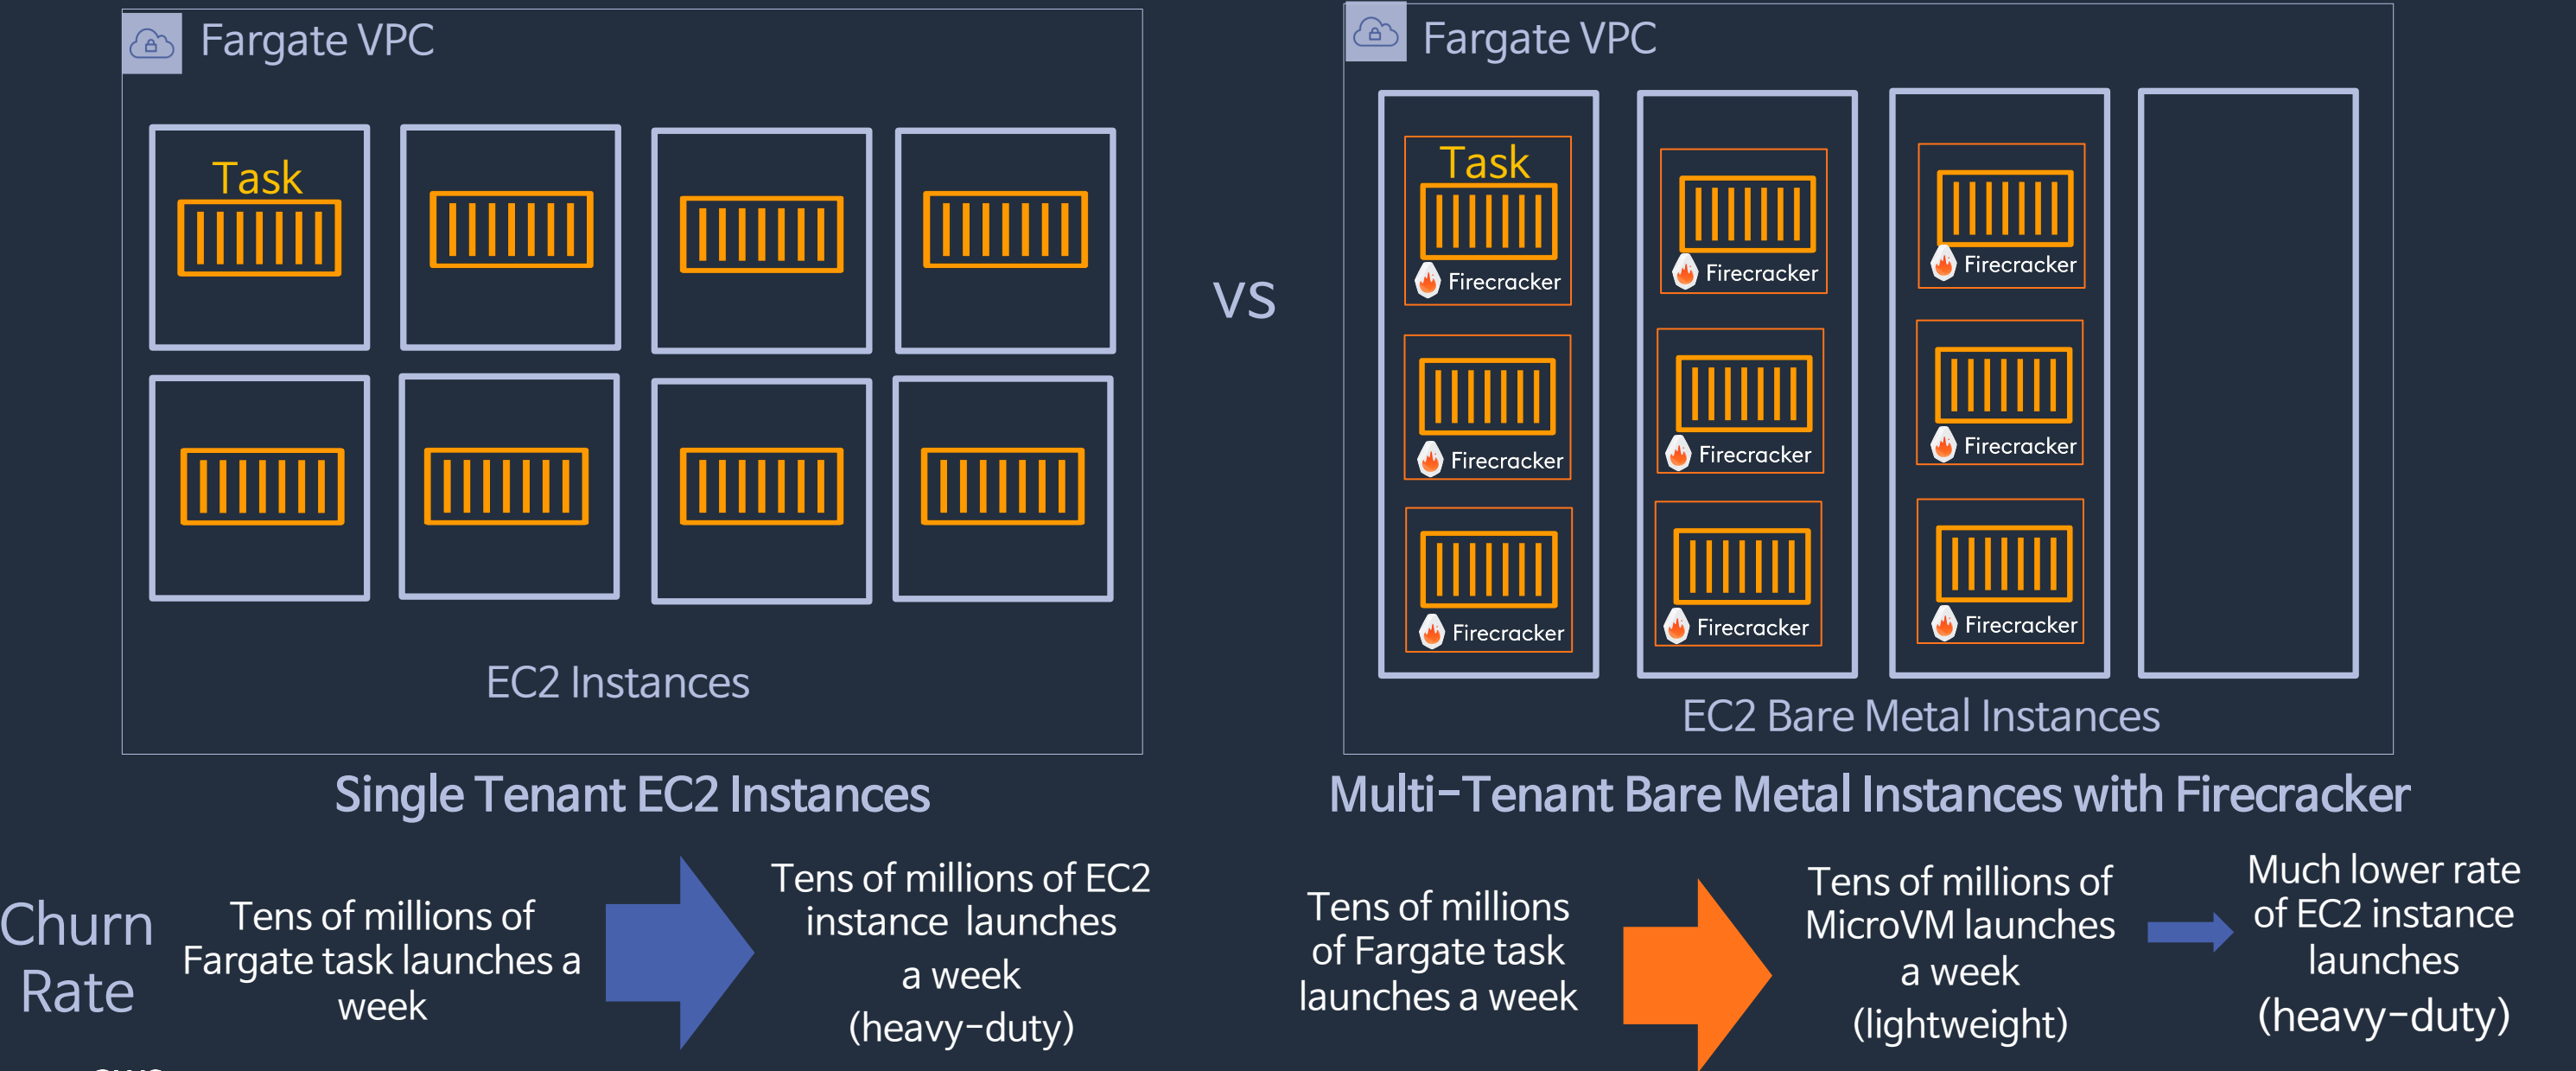 Fargate VPC
Task
EC2 Instances
Single Tenant EC2 Instances
vs
Fargate VPC
Task
Firecracker
Firecracker
Firecracker
Firecracker
Firecracker
Firecracker
Firecracker
Firecracker
Firecracker
EC2 Bare Metal Instances
Multi-Tenant Bare Metal Instances with Firecracker
Churn
Rate
Tens of millions of
Fargate task launches a
week
Tens of millions of EC2
instance launches
a week
(heavy-duty)
Tens of millions
of Fargate task
launches a week
Tens of millions of
MicroVM launches
a week
(lightweight)
Much lower rate
of EC2 instance
launches
(heavy-duty)